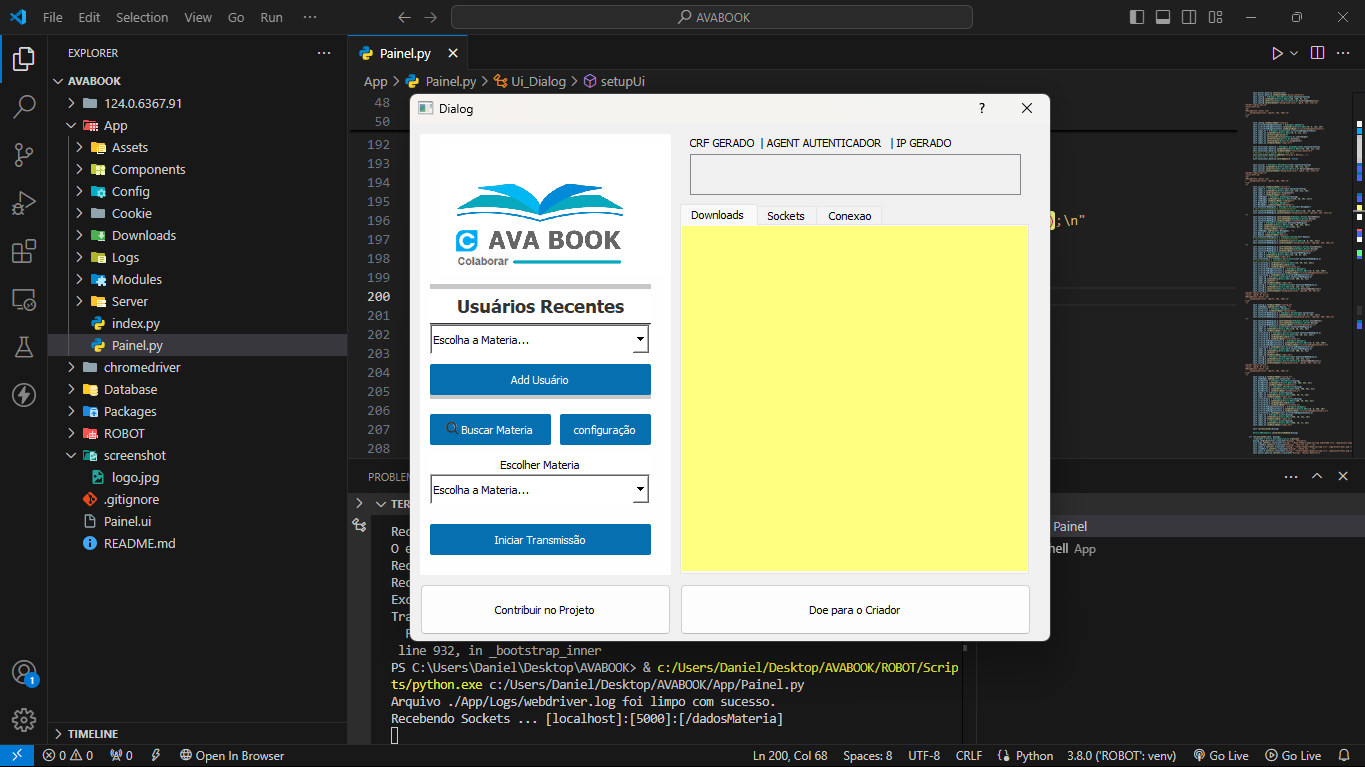 File Edit Selection View Go Run ···
AVABOOK
EXPLORER ···
AVABOOK
124.0.6367.91
App
Assets
Components
Config
Cookie
Downloads
Logs
Modules
Server
index.py
Painel.py
chromedriver
Database
Packages
ROBOT
screenshot
logo.jpg
.gitignore
Painel.ui
README.md
TIMELINE
Painel.py
App > Painel.py > Ui_Dialog > setupUi
48
50
192
193
194
195
196
;\n"
197
198
199
200
201
202
203
204
205
206
207
208
Dialog
?
AVA BOOK
Colaborar
Usuários Recentes
Escolha a Materia...
Add Usuário
Buscar Materia
configuração
Escolher Materia
Escolha a Materia...
Iniciar Transmissão
Contribuir no Projeto
CRF GERADO | AGENT AUTENTICADOR | IP GERADO
Downloads Sockets Conexao
Doe para o Criador
PROBLEM
TER
Painel
hell App
Rec
O e
Rec
Rec
Exc
Tra
F
line 932, in _bootstrap_inner
PS C:\Users\Daniel\Desktop\AVABOOK> & c:/Users/Daniel/Desktop/AVABOOK/ROBOT/Scrip
ts/python.exe c:/Users/Daniel/Desktop/AVABOOK/App/Painel.py
Arquivo ./App/Logs/webdriver.log foi limpo com sucesso.
Recebendo Sockets ... [localhost]:[5000]:[/dadosMateria]
1
0 0 0 Open In Browser Ln 200, Col 68 Spaces: 8 UTF-8 CRLF Python 3.8.0 ('ROBOT': venv) Go Live Go Live